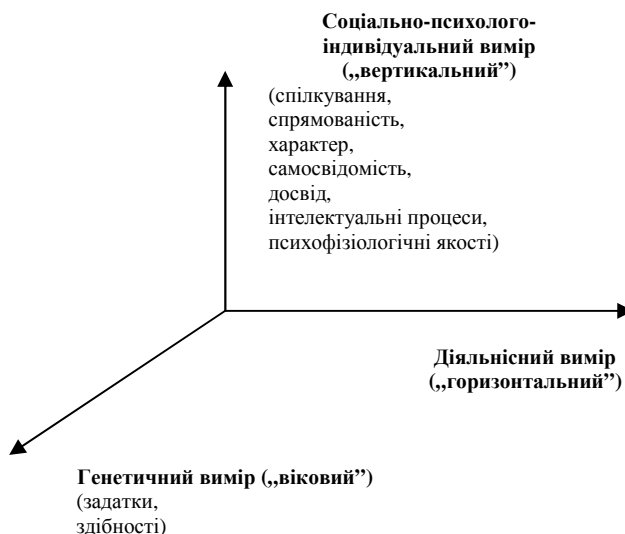 Соціально-психолого-
індивідуальний вимір
(„вертикальний”)
(спілкування,
спрямованість,
характер,
самосвідомість,
досвід,
інтелектуальні процеси,
психофізіологічні якості)
Діяльнісний вимір
(„горизонтальний”)
Генетичний вимір („віковий”)
(задатки,
здібності)